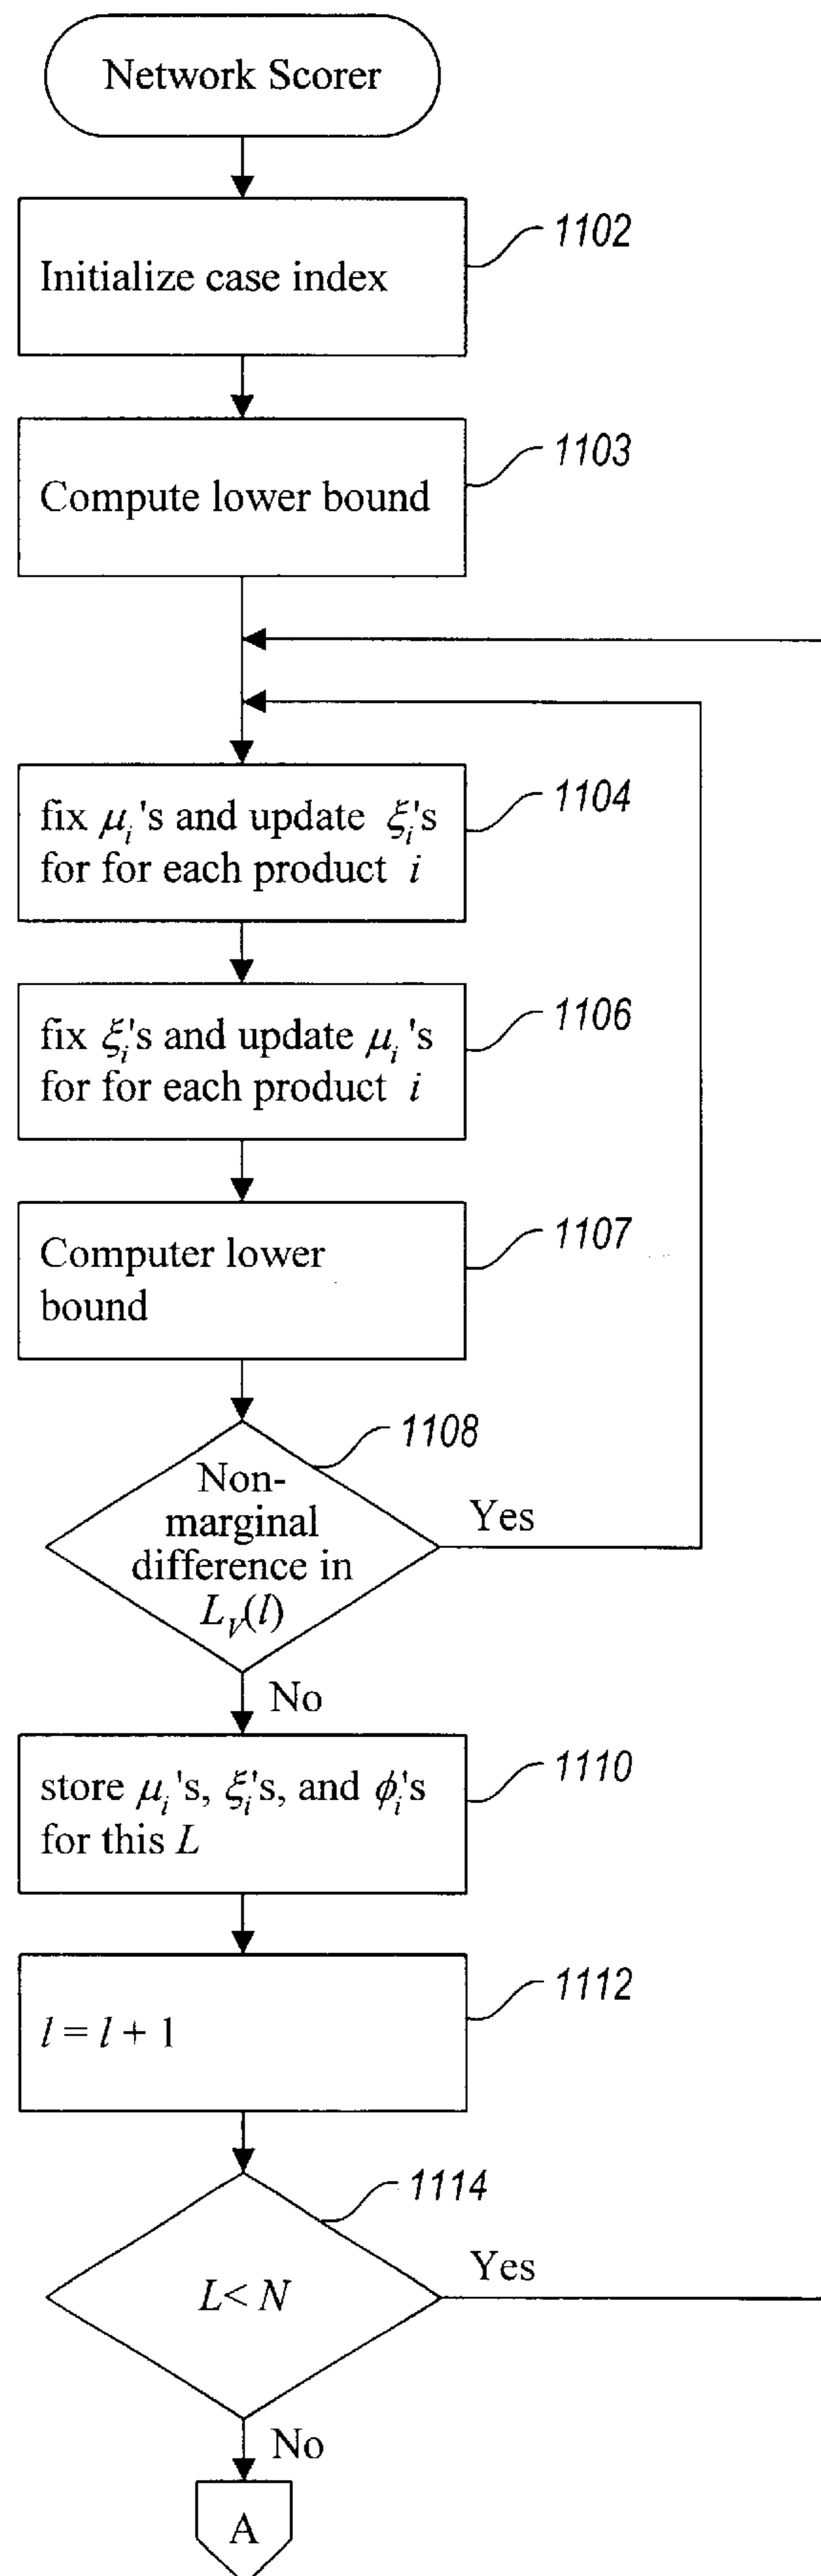 Network Scorer
1102
Initialize case index
1103
Compute lower bound
1104
fix μi's and update ξi's
for for each product i
1106
fix ξi's and update μi's
for for each product i
1107
Computer lower
bound
1108
Non-
marginal
difference in
LV(l)
Yes
No
1110
store μi's, ξi's, and ϕi's
for this L
1112
l = l + 1
1114
L< N
Yes
No
A